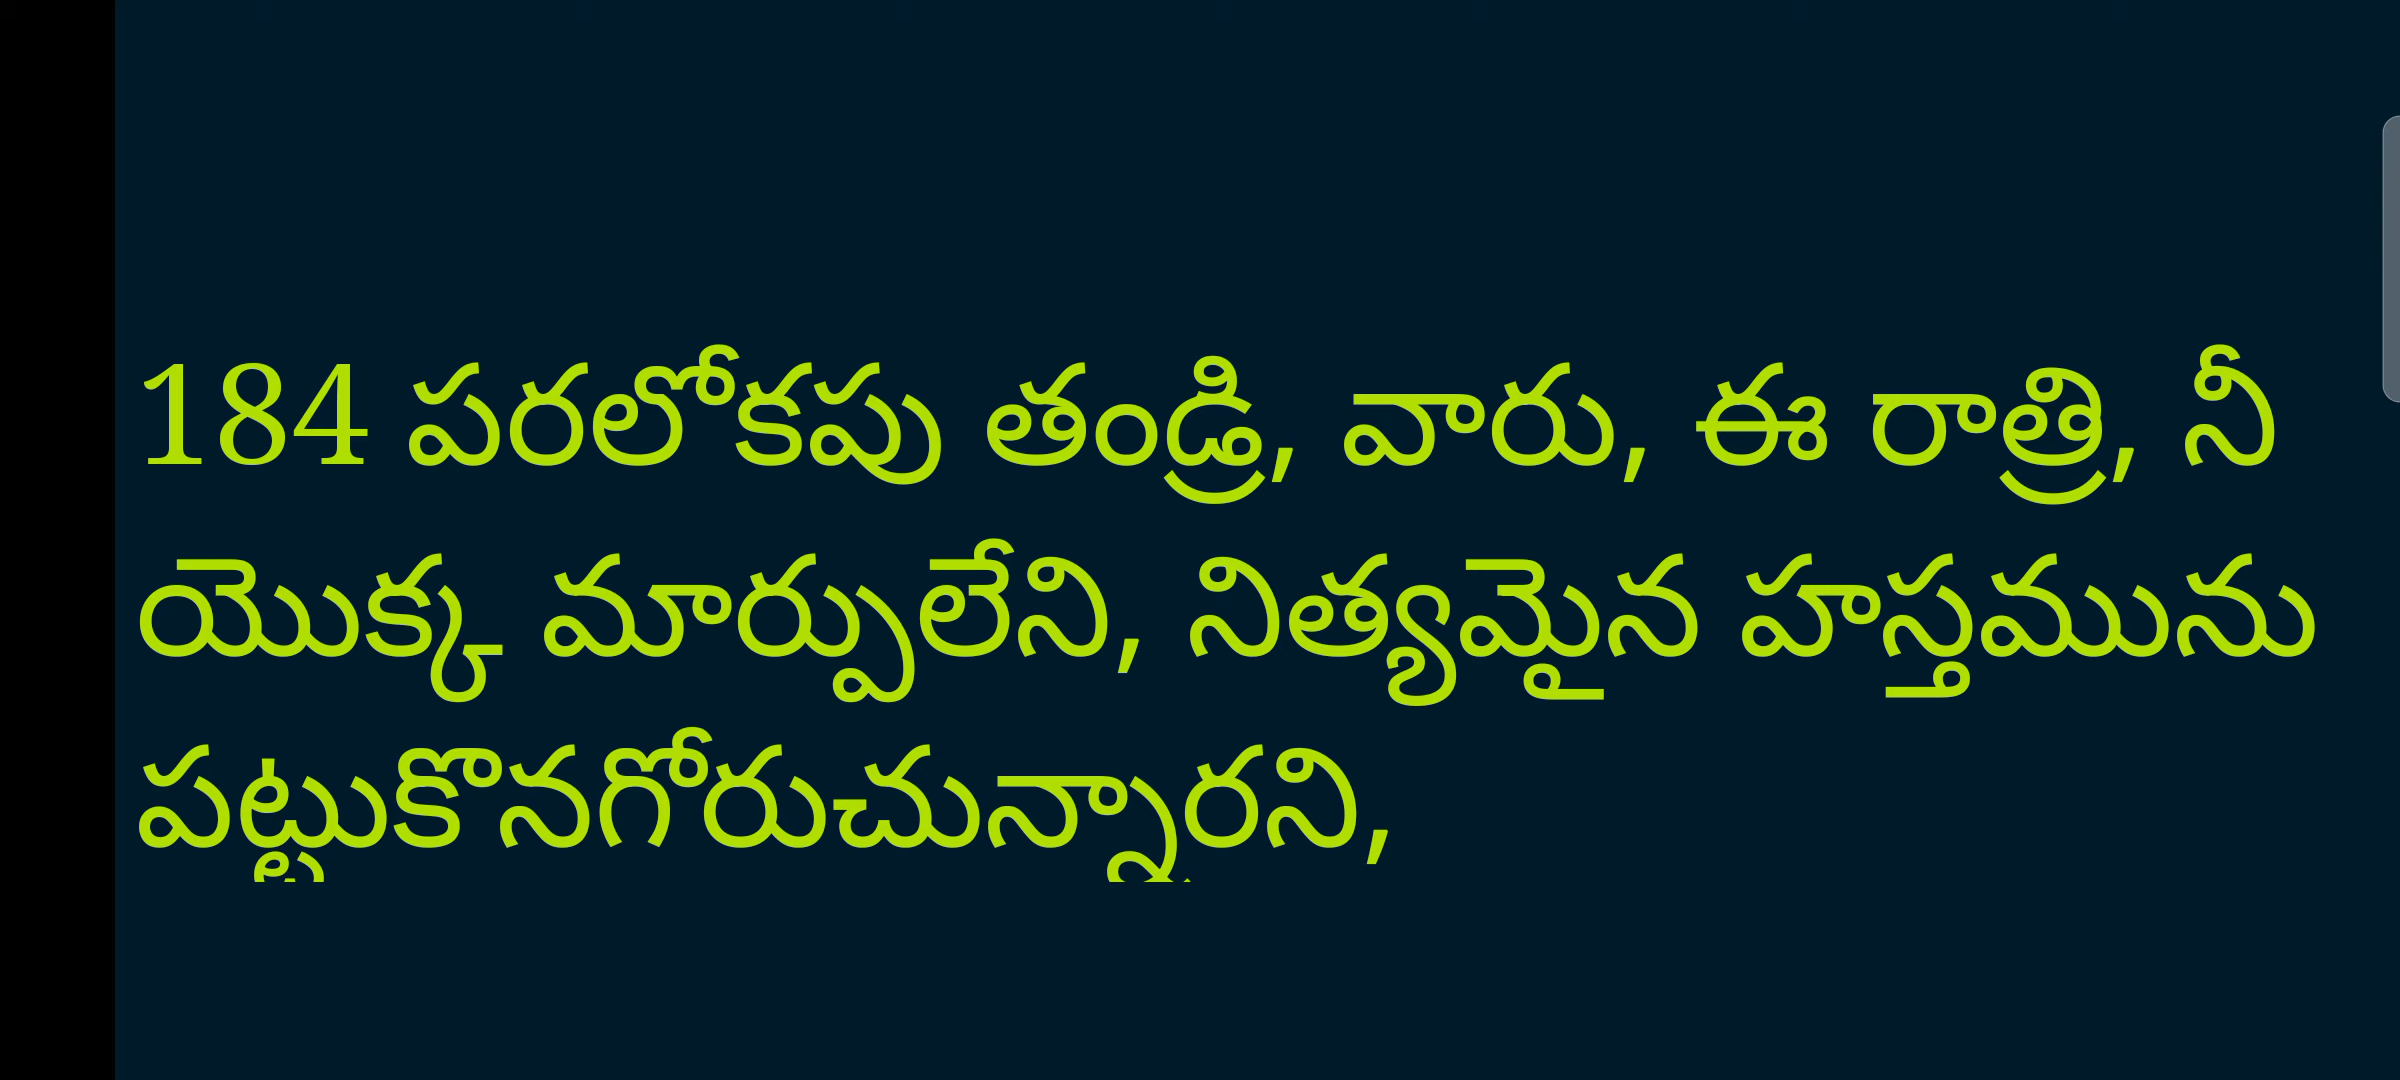 184 పరలోకపు తండ్రి, వారు, ఈ రాత్రి, నీ
యొక్క మార్పులేని, నిత్యమైన హస్తమును
పట్టుకొనగోరుచున్నారని,